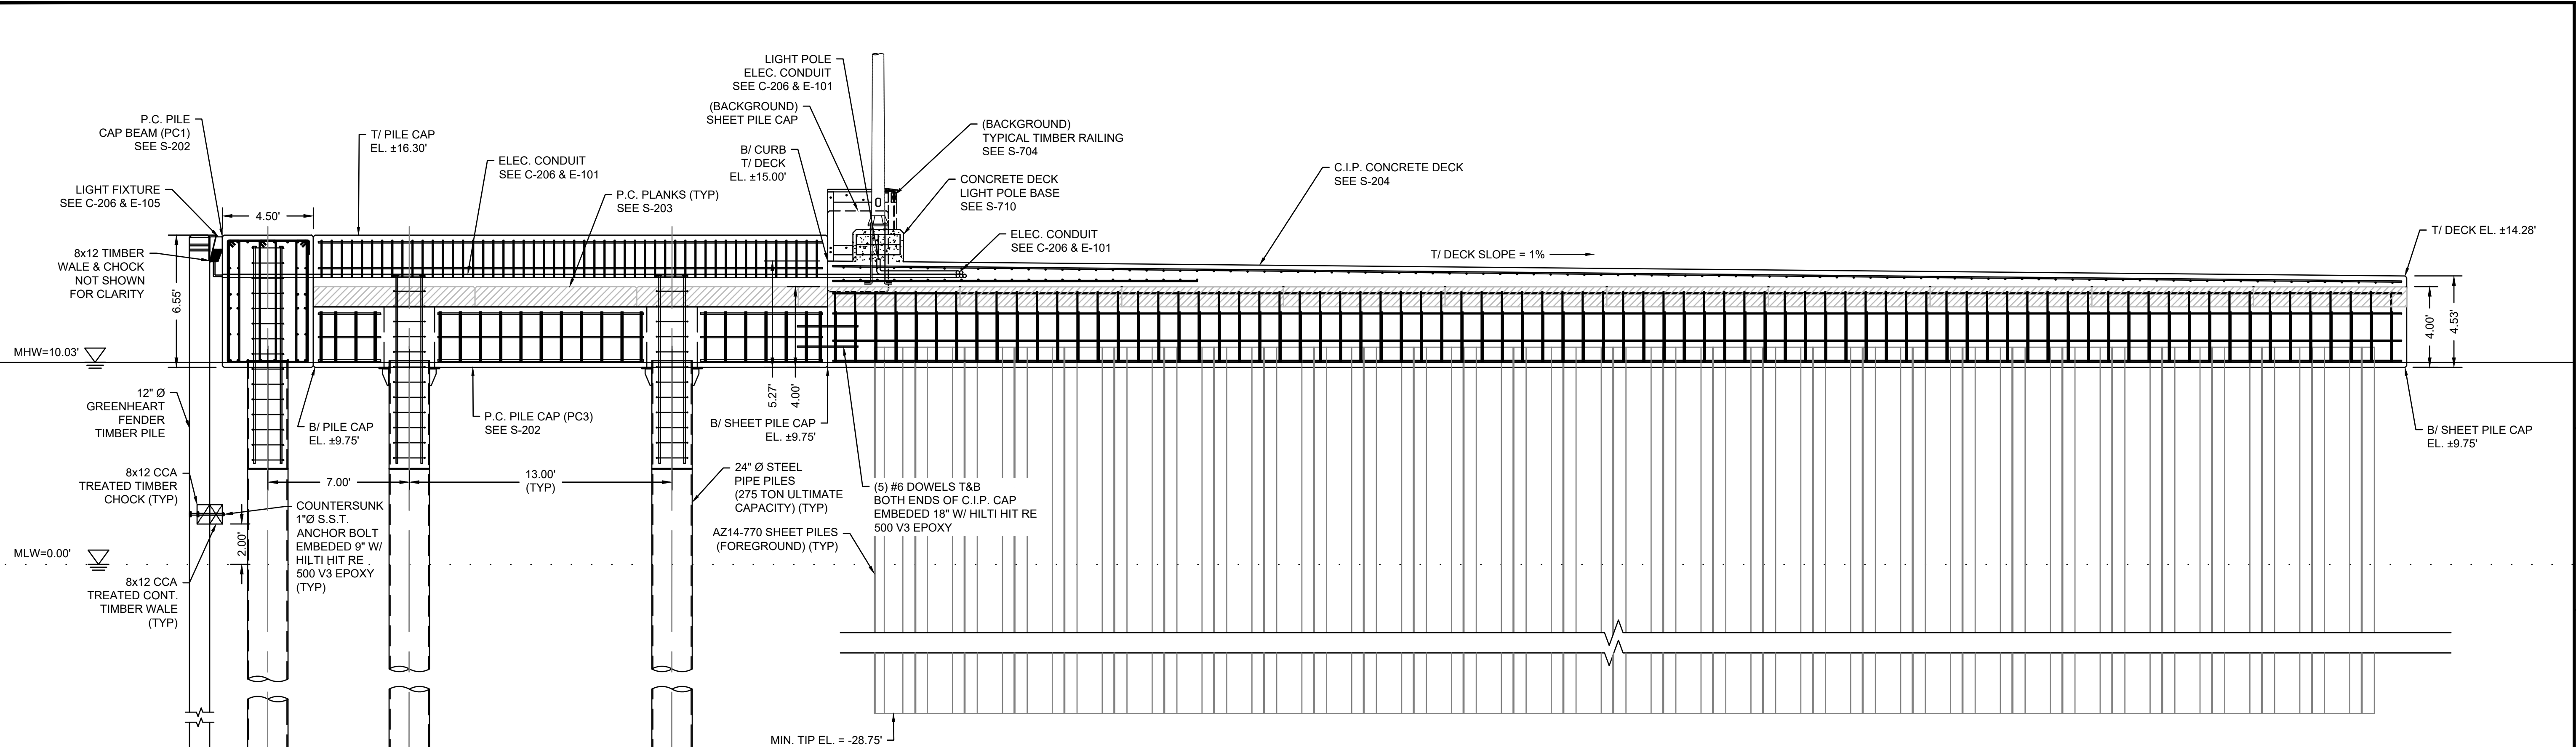 LIGHT POLE
ELEC. CONDUIT
SEE C-206 & E-101
(BACKGROUND)
SHEET PILE CAP
P.C. PILE
CAP BEAM (PC1)
SEE S-202
T/ PILE CAP
EL. ±16.30'
(BACKGROUND)
TYPICAL TIMBER RAILING
SEE S-704
B/ CURB
T/ DECK
EL. ±15.00'
ELEC. CONDUIT
SEE C-206 & E-101
C.I.P. CONCRETE DECK
SEE S-204
LIGHT FIXTURE
SEE C-206 & E-105
P.C. PLANKS (TYP)
SEE S-203
CONCRETE DECK
LIGHT POLE BASE
SEE S-710
4.50'
ELEC. CONDUIT
SEE C-206 & E-101
T/ DECK EL. ±14.28'
8x12 TIMBER
WALE & CHOCK
NOT SHOWN
FOR CLARITY
T/ DECK SLOPE = 1%
6.55'
4.00'
4.53'
MHW=10.03'
5.27'
4.00'
12" Ø
GREENHEART
FENDER
TIMBER PILE
B/ PILE CAP
EL. ±9.75'
P.C. PILE CAP (PC3)
SEE S-202
B/ SHEET PILE CAP
EL. ±9.75'
B/ SHEET PILE CAP
EL. ±9.75'
8x12 CCA
TREATED TIMBER
CHOCK (TYP)
7.00'
13.00'
(TYP)
24" Ø STEEL
PIPE PILES
(275 TON ULTIMATE
CAPACITY) (TYP)
(5) #6 DOWELS T&B
BOTH ENDS OF C.I.P. CAP
EMBEDED 18" W/ HILTI HIT RE
500 V3 EPOXY
COUNTERSUNK
1"Ø S.S.T.
ANCHOR BOLT
EMBEDED 9" W/
HILTI HIT RE
500 V3 EPOXY
(TYP)
2.00'
AZ14-770 SHEET PILES
(FOREGROUND) (TYP)
MLW=0.00'
8x12 CCA
TREATED CONT.
TIMBER WALE
(TYP)
MIN. TIP EL. = -28.75'